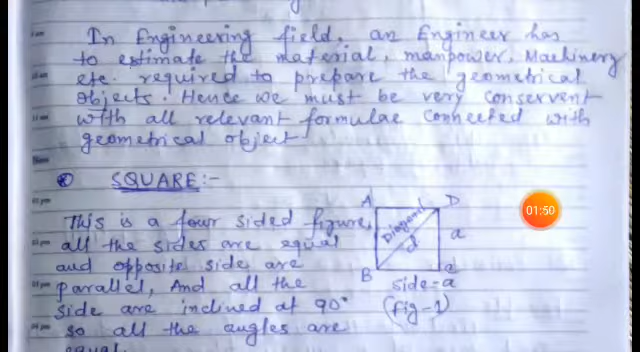 In Engineering field, an Engineer has
to estimate the material, manpower, Machinery
etc. required to prepare the geometrical
objects. Hence we must be very conservent
with all relevant formulae connected with
geometrical object
SQUARE:-
This is a four sided figure,
all the sides are equal
and opposite side are
parallel, And all the
side are inclined at 90°
so all the angles are
equal.
A D
Diagonal
d
a
B C
side=a
(fig-1)
01:50